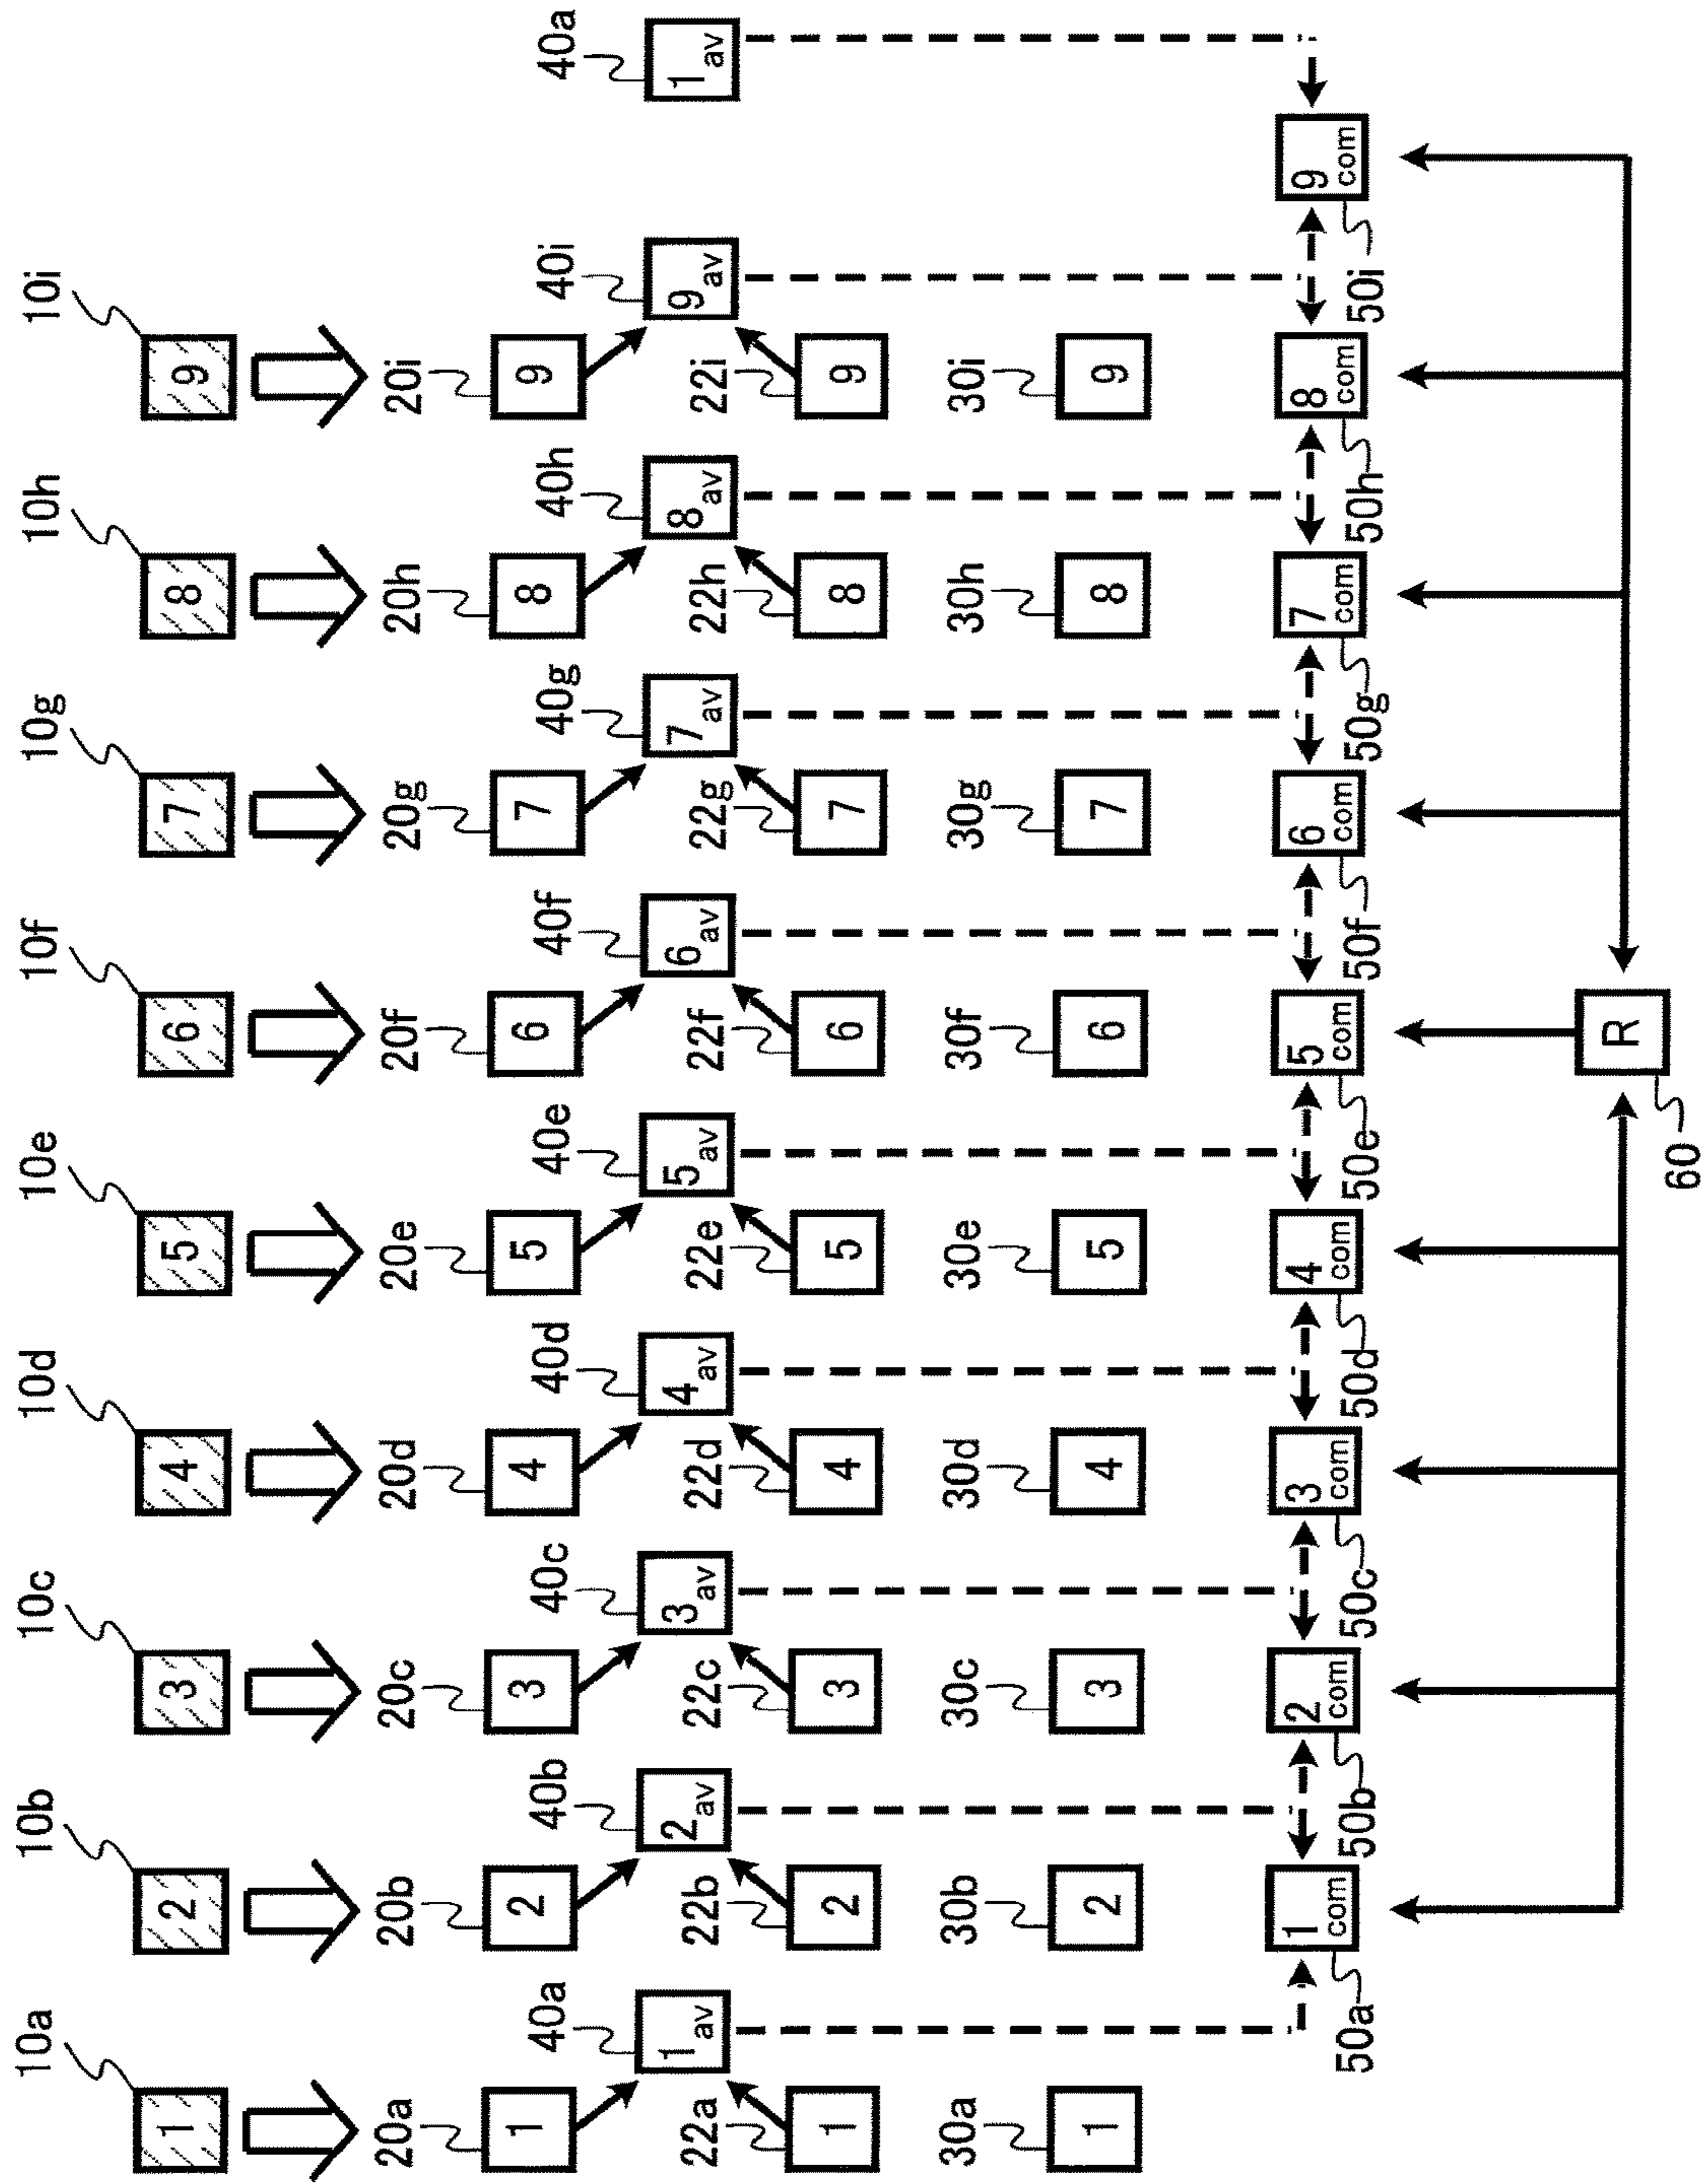 10a 10b 10c 10d 10e 10f 10g 10h 10i
1 2 3 4 5 6 7 8 9
20a 20b 20c 20d 20e 20f 20g 20h 20i
1 2 3 4 5 6 7 8 9
40a 40b 40c 40d 40e 40f 40g 40h 40i 40a
1av 2av 3av 4av 5av 6av 7av 8av 9av 1av
22a 22b 22c 22d 22e 22f 22g 22h 22i
1 2 3 4 5 6 7 8 9
30a 30b 30c 30d 30e 30f 30g 30h 30i
1 2 3 4 5 6 7 8 9
1com 2com 3com 4com 5com 6com 7com 8com 9com
50a 50b 50c 50d 50e 50f 50g 50h 50i
R
60